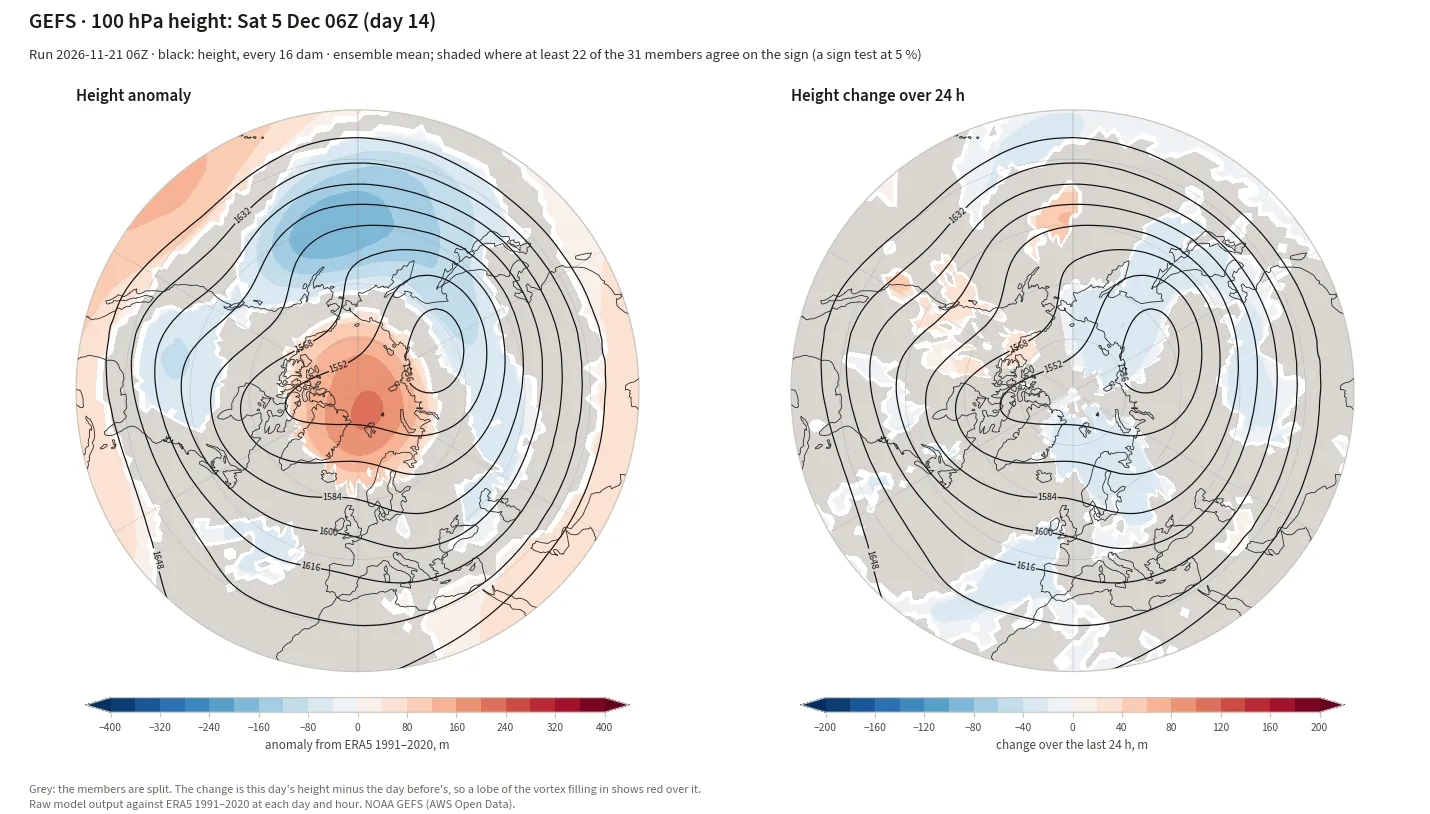 GEFS · 100 hPa height: Sat 5 Dec 06Z (day 14)
Run 2026-11-21 06Z · black: height, every 16 dam · ensemble mean; shaded where at least 22 of the 31 members agree on the sign (a sign test at 5 %)
Height anomaly
Height change over 24 h
1632
1568
1552
1536
1584
1600
1616
1648
1632
1568
1552
1536
1584
1600
1616
1648
−400 −320 −240 −160 −80 0 80 160 240 320 400
anomaly from ERA5 1991–2020, m
−200 −160 −120 −80 −40 0 40 80 120 160 200
change over the last 24 h, m
Grey: the members are split. The change is this day's height minus the day before's, so a lobe of the vortex filling in shows red over it.
Raw model output against ERA5 1991–2020 at each day and hour. NOAA GEFS (AWS Open Data).